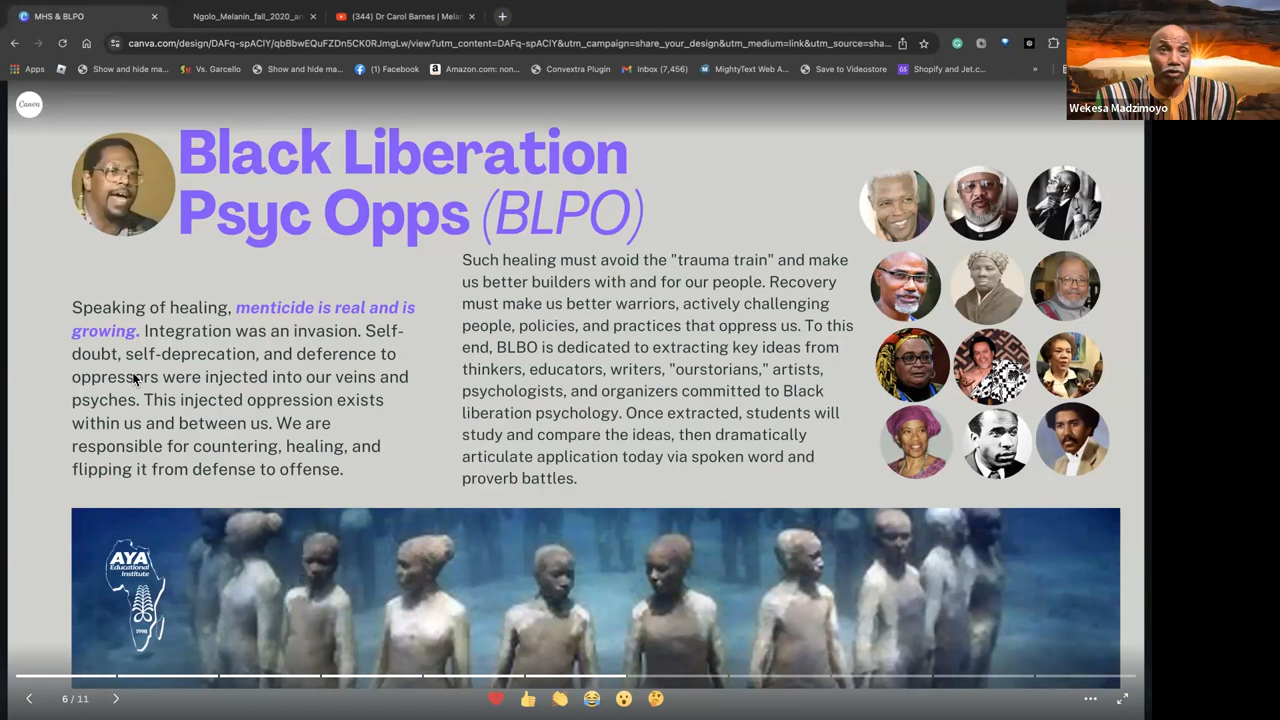 MHS & BLPO
Ngolo_Melanin_fall_2020_an
(344) Dr Carol Barnes | Melan
canva.com/design/DAFq-spACIY/qbBbwEQuFZDn5CK0RJmgLw/view?utm_content=DAFq-spACIY&utm_campaign=share_your_design&utm_medium=link&utm_source=sha...
Apps
Show and hide ma...
Vs. Garcello
Show and hide ma...
(1) Facebook
Amazon.com: non...
Convextra Plugin
Inbox (7,456)
MightyText Web A...
Save to Videostore
Shopify and Jet.c...
Wekesa Madzimoyo
Canva
Black Liberation
Psyc Opps (BLPO)
Speaking of healing, menticide is real and is
growing. Integration was an invasion. Self-
doubt, self-deprecation, and deference to
oppressors were injected into our veins and
psyches. This injected oppression exists
within us and between us. We are
responsible for countering, healing, and
flipping it from defense to offense.
Such healing must avoid the "trauma train" and make
us better builders with and for our people. Recovery
must make us better warriors, actively challenging
people, policies, and practices that oppress us. To this
end, BLBO is dedicated to extracting key ideas from
thinkers, educators, writers, "ourstorians," artists,
psychologists, and organizers committed to Black
liberation psychology. Once extracted, students will
study and compare the ideas, then dramatically
articulate application today via spoken word and
proverb battles.
AYA
Educational
Institute
1998
6 / 11